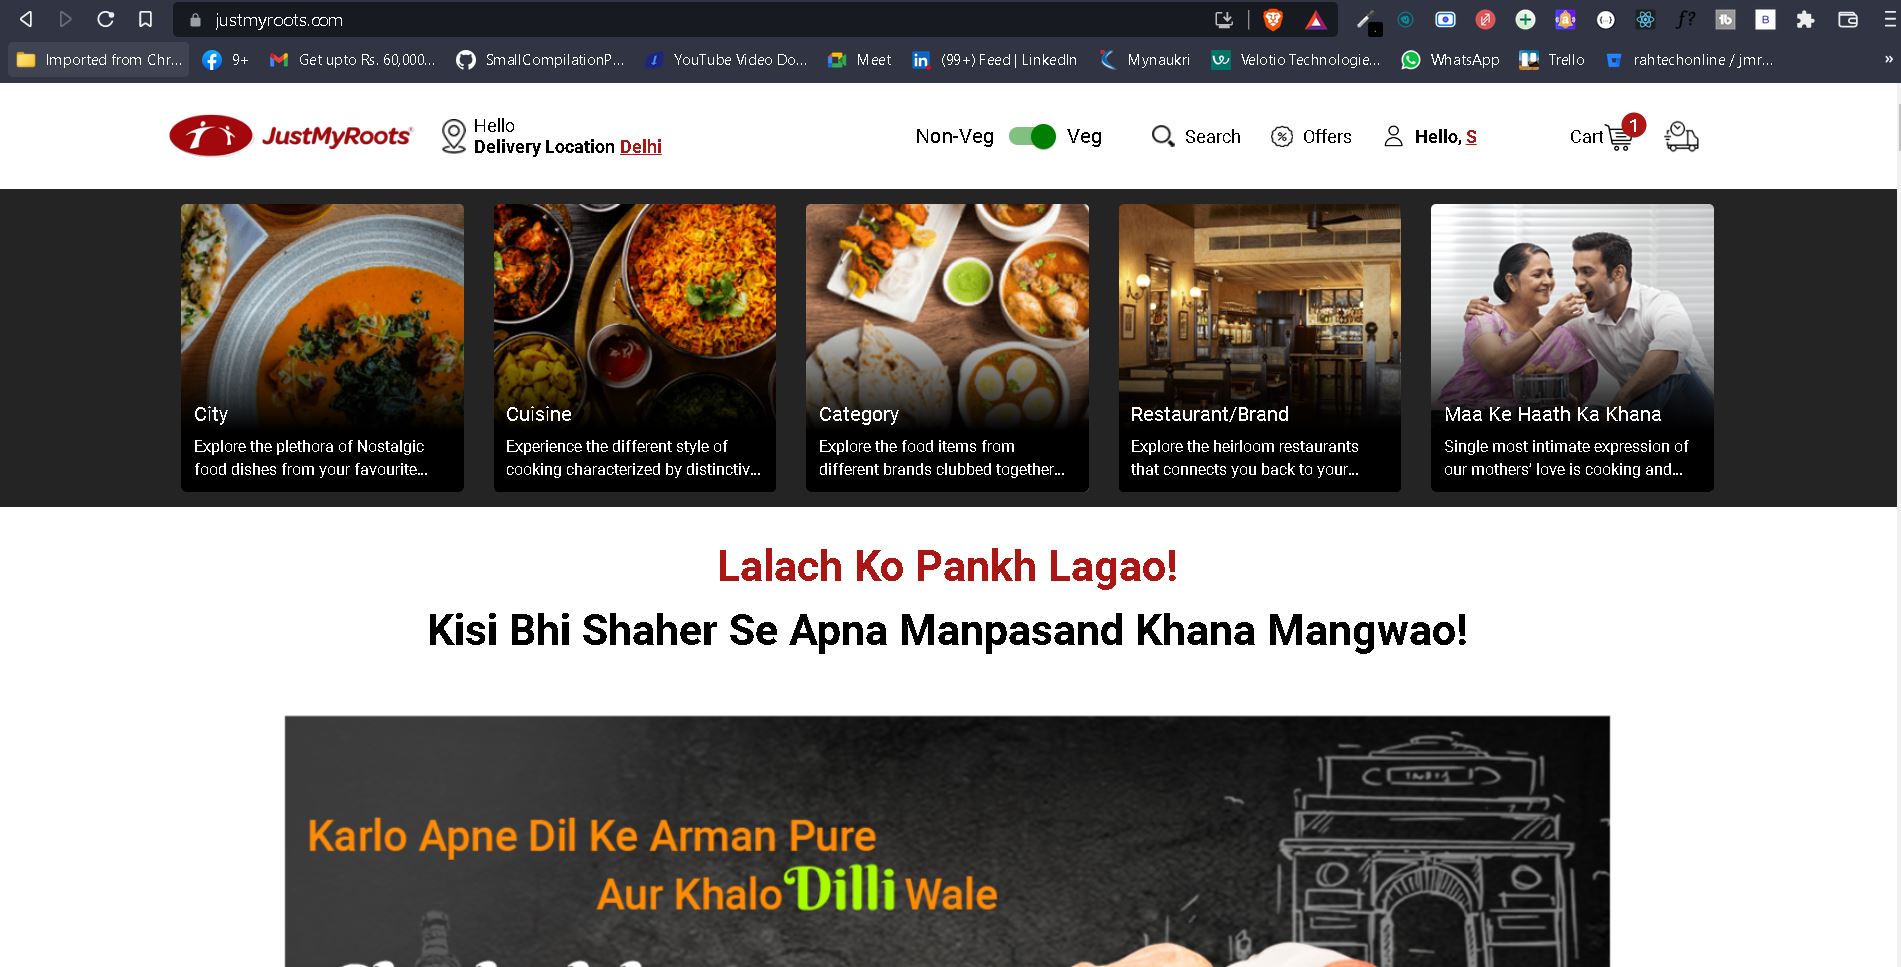 justmyroots.com
Imported from Chr... 9+ Get upto Rs. 60,000... SmallCompilationP... YouTube Video Do... Meet (99+) Feed | LinkedIn Mynaukri Velotio Technologie... WhatsApp Trello rahtechonline / jmr... »
JustMyRoots
Hello
Delivery Location Delhi
Non-Veg Veg Search Offers Hello, S Cart 1
City
Explore the plethora of Nostalgic
food dishes from your favourite...
Cuisine
Experience the different style of
cooking characterized by distinctiv...
Category
Explore the food items from
different brands clubbed together...
Restaurant/Brand
Explore the heirloom restaurants
that connects you back to your...
Maa Ke Haath Ka Khana
Single most intimate expression of
our mothers' love is cooking and...
Lalach Ko Pankh Lagao!
Kisi Bhi Shaher Se Apna Manpasand Khana Mangwao!
INDIA
Karlo Apne Dil Ke Arman Pure
Aur Khalo Dilli Wale